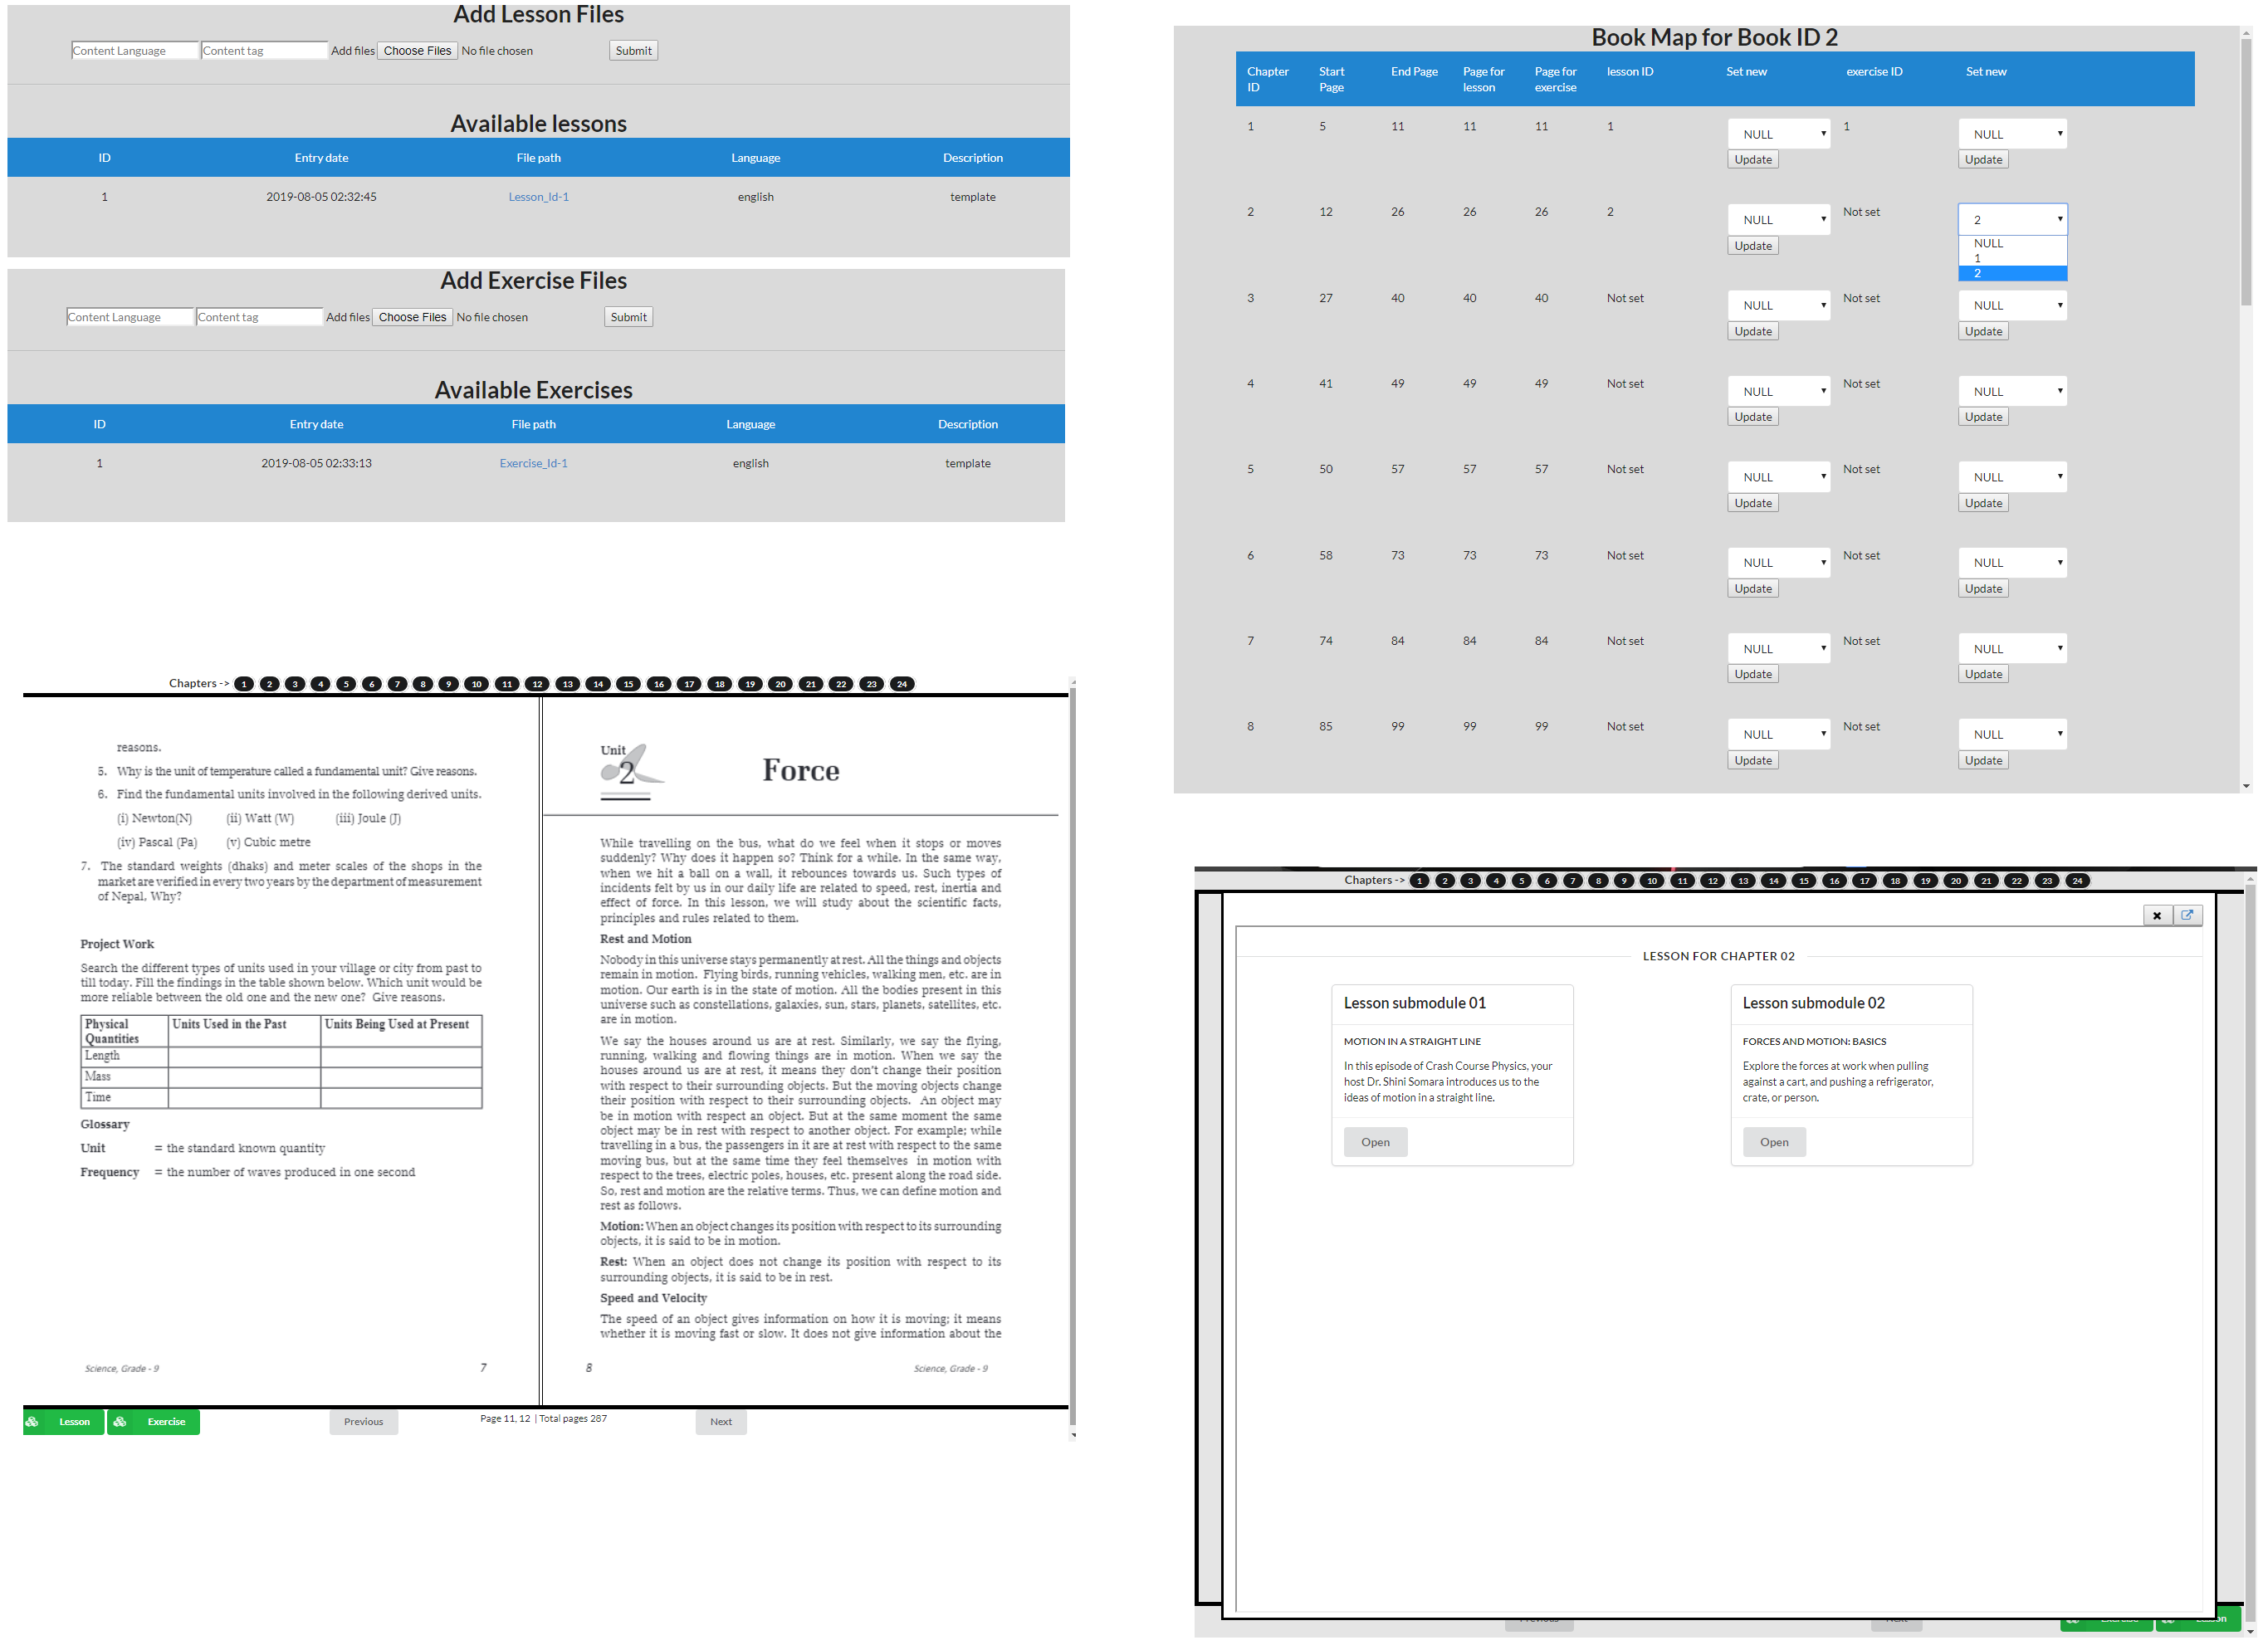 Add Lesson Files
Content Language Content tag Add files Choose Files No file chosen Submit
Available lessons
ID Entry date File path Language Description
1 2019-08-05 02:32:45 Lesson_Id-1 english template
Add Exercise Files
Content Language Content tag Add files Choose Files No file chosen Submit
Available Exercises
ID Entry date File path Language Description
1 2019-08-05 02:33:13 Exercise_Id-1 english template
Book Map for Book ID 2
Chapter ID Start Page End Page Page for lesson Page for exercise lesson ID Set new exercise ID Set new
1 5 11 11 11 1 NULL 1 NULL
Update Update
2 12 26 26 26 2 NULL Not set 2
Update NULL
1
2
3 27 40 40 40 Not set NULL Not set NULL
Update Update
4 41 49 49 49 Not set NULL Not set NULL
Update Update
5 50 57 57 57 Not set NULL Not set NULL
Update Update
6 58 73 73 73 Not set NULL Not set NULL
Update Update
7 74 84 84 84 Not set NULL Not set NULL
Update Update
8 85 99 99 99 Not set NULL Not set NULL
Update Update
Chapters -> 1 2 3 4 5 6 7 8 9 10 11 12 13 14 15 16 17 18 19 20 21 22 23 24
reasons.
5. Why is the unit of temperature called a fundamental unit? Give reasons.
6. Find the fundamental units involved in the following derived units.
(i) Newton(N) (ii) Watt (W) (iii) Joule (J)
(iv) Pascal (Pa) (v) Cubic metre
7. The standard weights (dhaks) and meter scales of the shops in the
market are verified in every two years by the department of measurement
of Nepal, Why?
Project Work
Search the different types of units used in your village or city from past to
till today. Fill the findings in the table shown below. Which unit would be
more reliable between the old one and the new one? Give reasons.
Physical Quantities Units Used in the Past Units Being Used at Present
Length
Mass
Time
Glossary
Unit = the standard known quantity
Frequency = the number of waves produced in one second
Science, Grade - 9 7
Unit
2
Force
While travelling on the bus, what do we feel when it stops or moves
suddenly? Why does it happen so? Think for a while. In the same way,
when we hit a ball on a wall, it rebounces towards us. Such types of
incidents felt by us in our daily life are related to speed, rest, inertia and
effect of force. In this lesson, we will study about the scientific facts,
principles and rules related to them.
Rest and Motion
Nobody in this universe stays permanently at rest. All the things and objects
remain in motion. Flying birds, running vehicles, walking men, etc. are in
motion. Our earth is in the state of motion. All the bodies present in this
universe such as constellations, galaxies, sun, stars, planets, satellites, etc.
are in motion.
We say the houses around us are at rest. Similarly, we say the flying,
running, walking and flowing things are in motion. When we say the
houses around us are at rest, it means they don't change their position
with respect to their surrounding objects. But the moving objects change
their position with respect to their surrounding objects. An object may
be in motion with respect an object. But at the same moment the same
object may be in rest with respect to another object. For example; while
travelling in a bus, the passengers in it are at rest with respect to the same
moving bus, but at the same time they feel themselves in motion with
respect to the trees, electric poles, houses, etc. present along the road side.
So, rest and motion are the relative terms. Thus, we can define motion and
rest as follows.
Motion: When an object changes its position with respect to its surrounding
objects, it is said to be in motion.
Rest: When an object does not change its position with respect to its
surrounding objects, it is said to be in rest.
Speed and Velocity
The speed of an object gives information on how it is moving; it means
whether it is moving fast or slow. It does not give information about the
8 Science, Grade - 9
Lesson Exercise Previous Page 11, 12 | Total pages 287 Next
Chapters -> 1 2 3 4 5 6 7 8 9 10 11 12 13 14 15 16 17 18 19 20 21 22 23 24
LESSON FOR CHAPTER 02
Lesson submodule 01
MOTION IN A STRAIGHT LINE
In this episode of Crash Course Physics, your
host Dr. Shini Somara introduces us to the
ideas of motion in a straight line.
Open
Lesson submodule 02
FORCES AND MOTION: BASICS
Explore the forces at work when pulling
against a cart, and pushing a refrigerator,
crate, or person.
Open